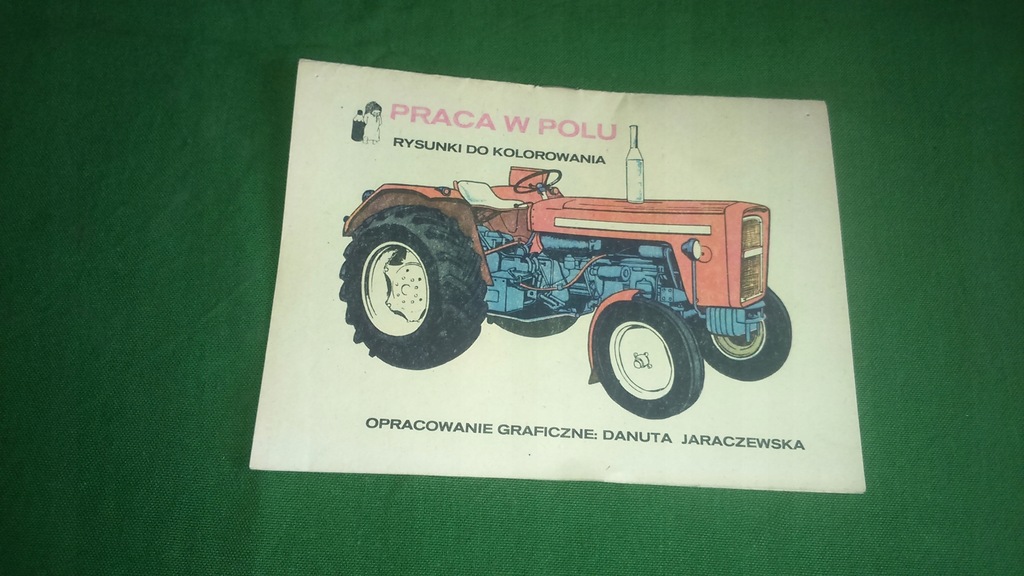 PRACA W POLU
RYSUNKI DO KOLOROWANIA
OPRACOWANIE GRAFICZNE: DANUTA JARACZEWSKA